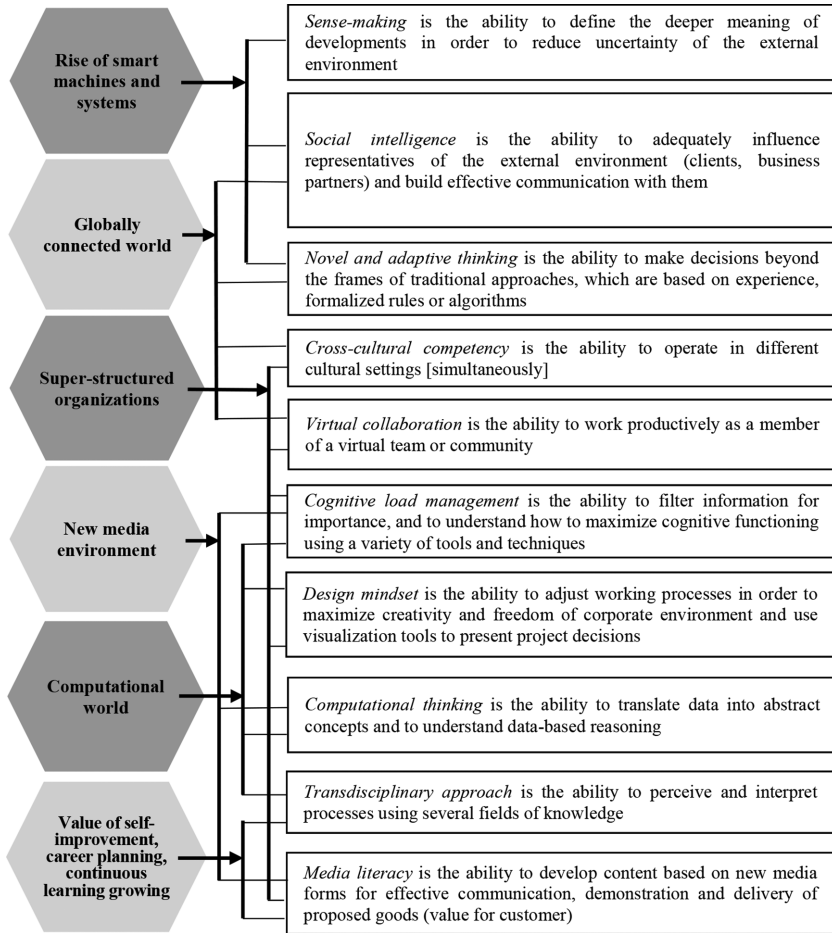 Rise of smart
machines and
systems
Globally
connected world
Super-structured
organizations
New media
environment
Computational
world
Value of self-
improvement,
career planning,
continuous
learning growing
Sense-making is the ability to define the deeper meaning of
developments in order to reduce uncertainty of the external
environment
Social intelligence is the ability to adequately influence
representatives of the external environment (clients, business
partners) and build effective communication with them
Novel and adaptive thinking is the ability to make decisions beyond
the frames of traditional approaches, which are based on experience,
formalized rules or algorithms
Cross-cultural competency is the ability to operate in different
cultural settings [simultaneously]
Virtual collaboration is the ability to work productively as a member
of a virtual team or community
Cognitive load management is the ability to filter information for
importance, and to understand how to maximize cognitive functioning
using a variety of tools and techniques
Design mindset is the ability to adjust working processes in order to
maximize creativity and freedom of corporate environment and use
visualization tools to present project decisions
Computational thinking is the ability to translate data into abstract
concepts and to understand data-based reasoning
Transdisciplinary approach is the ability to perceive and interpret
processes using several fields of knowledge
Media literacy is the ability to develop content based on new media
forms for effective communication, demonstration and delivery of
proposed goods (value for customer)